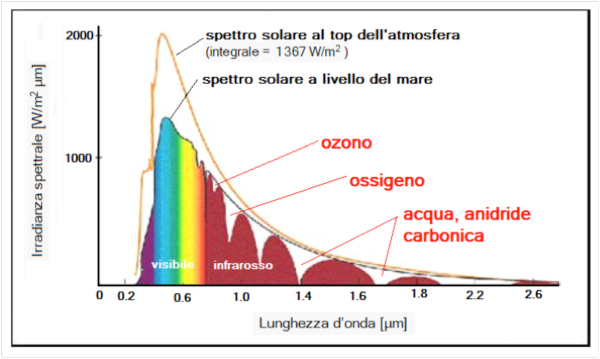 2000
spettro solare al top dell'atmosfera
(integrale = 1367 W/m²)
spettro solare a livello del mare
ozono
1000
ossigeno
acqua, anidride
carbonica
Irradianza spettrale [W/m² µm]
visibile
infrarosso
0 0.2 0.6 1.0 1.4 1.8 2.2 2.6
Lunghezza d'onda [µm]